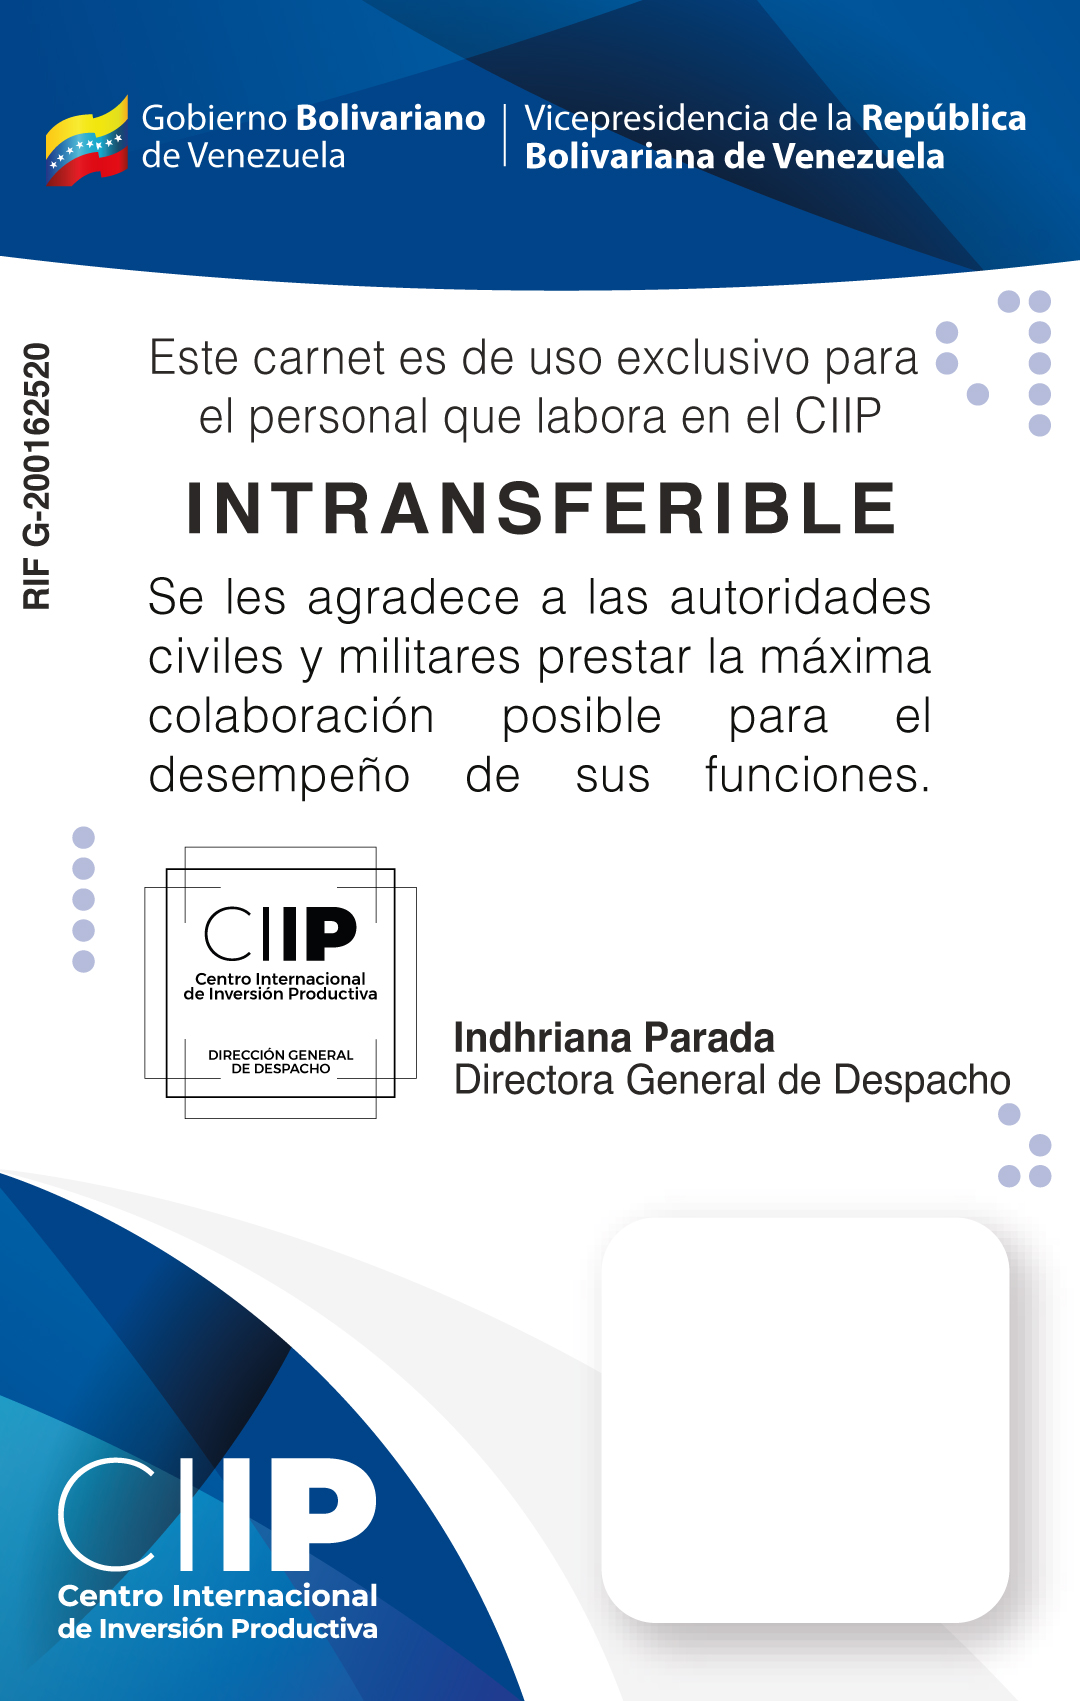 Gobierno Bolivariano
de Venezuela
Vicepresidencia de la República
Bolivariana de Venezuela
RIF G-200162520
Este carnet es de uso exclusivo para
el personal que labora en el CIIP
INTRANSFERIBLE
Se les agradece a las autoridades
civiles y militares prestar la máxima
colaboración posible para el
desempeño de sus funciones.
CIIP
Centro Internacional
de Inversión Productiva
DIRECCIÓN GENERAL
DE DESPACHO
Indhriana Parada
Directora General de Despacho
CIIP
Centro Internacional
de Inversión Productiva